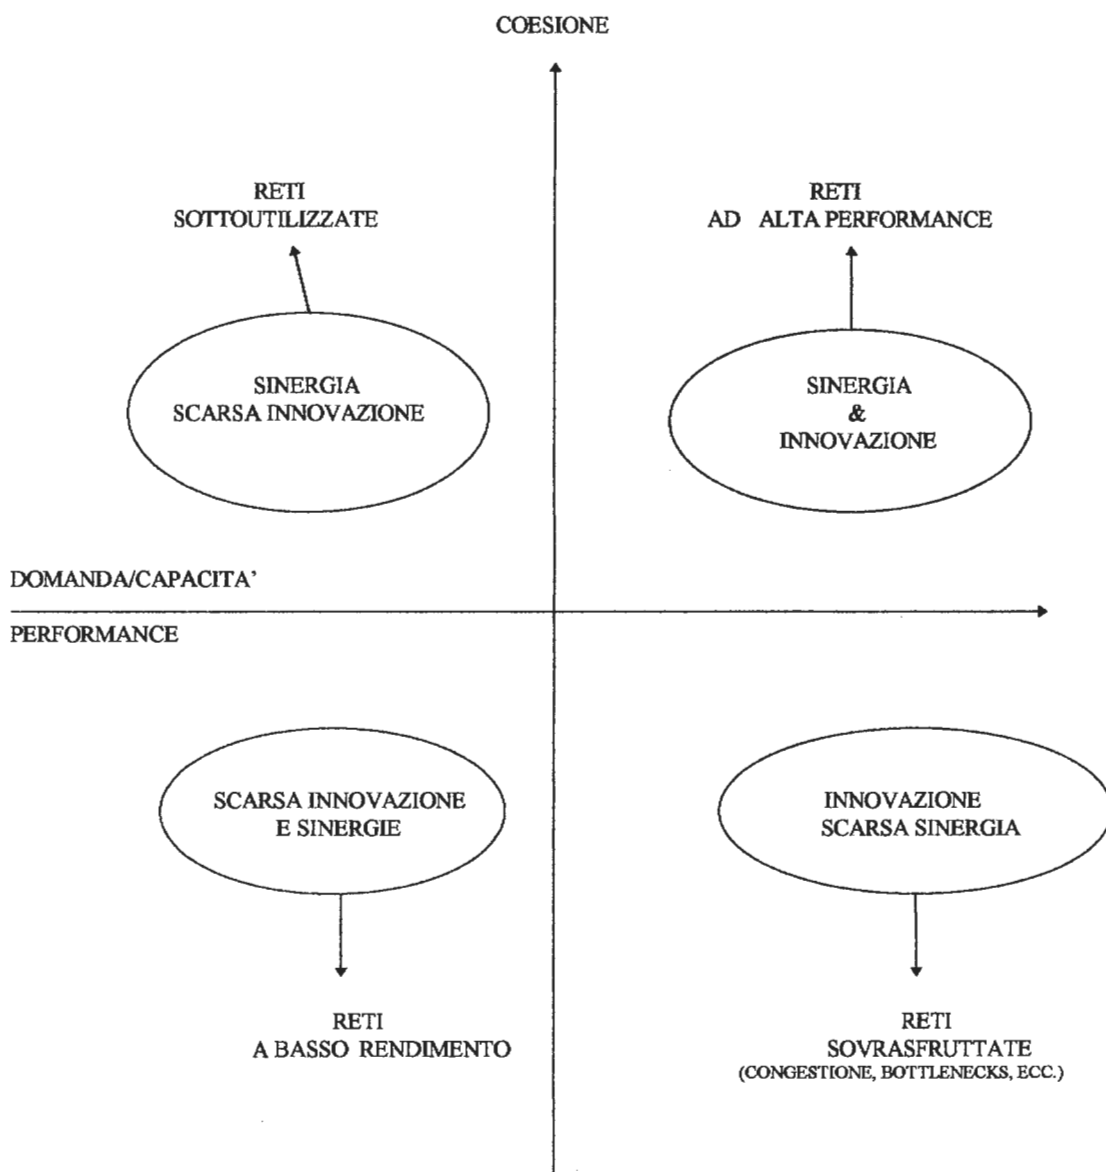 COESIONE
RETI
SOTTOUTILIZZATE
RETI
AD ALTA PERFORMANCE
SINERGIA
SCARSA INNOVAZIONE
SINERGIA
&
INNOVAZIONE
DOMANDA/CAPACITA'
PERFORMANCE
SCARSA INNOVAZIONE
E SINERGIE
INNOVAZIONE
SCARSA SINERGIA
RETI
A BASSO RENDIMENTO
RETI
SOVRASFRUTTATE
(CONGESTIONE, BOTTLENECKS, ECC.)